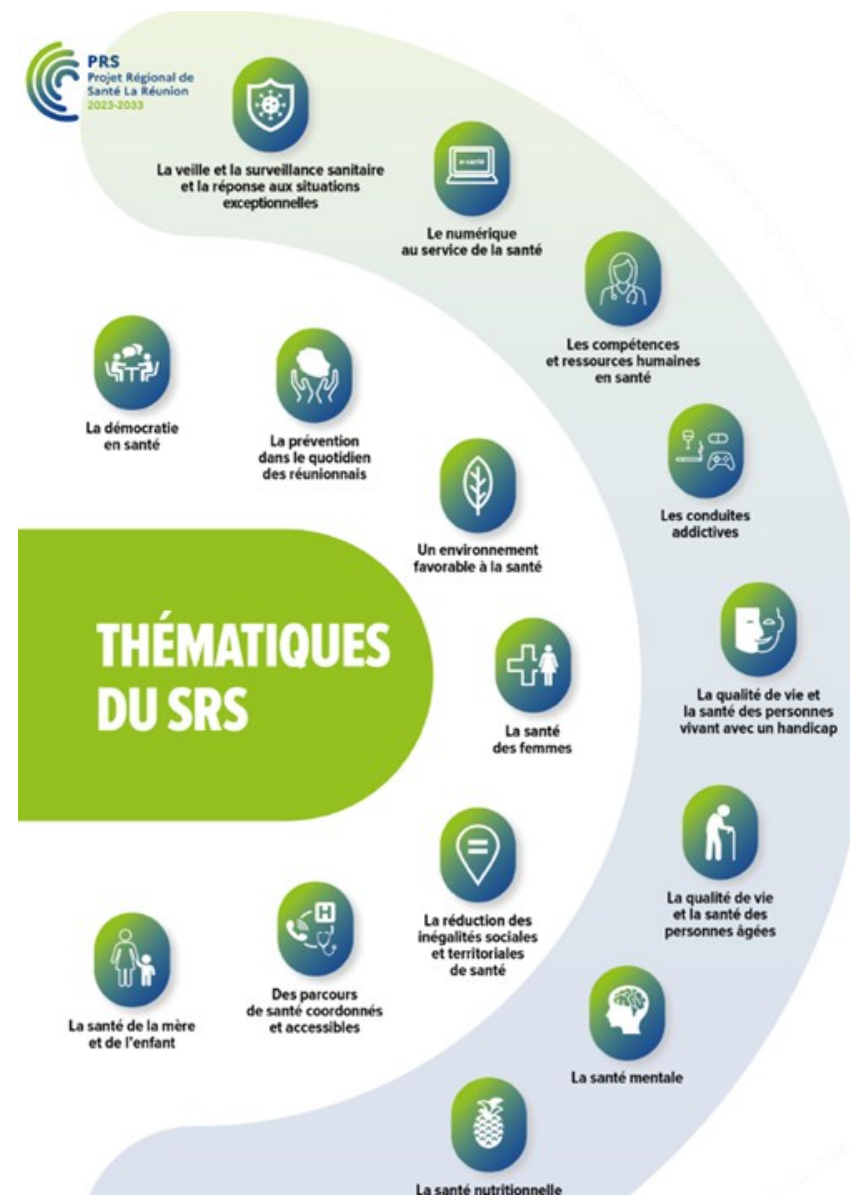 PRS
Projet Régional de
Santé La Réunion
2023-2033
La veille et la surveillance sanitaire
et la réponse aux situations
exceptionnelles
e-santé
Le numérique
au service de la santé
Les compétences
et ressources humaines
en santé
La démocratie
en santé
La prévention
dans le quotidien
des réunionnais
Les conduites
addictives
Un environnement
favorable à la santé
THÉMATIQUES
DU SRS
La santé
des femmes
La qualité de vie et
la santé des personnes
vivant avec un handicap
La qualité de vie
et la santé des
personnes âgées
La réduction des
inégalités sociales
et territoriales
de santé
H
Des parcours
de santé coordonnés
et accessibles
La santé de la mère
et de l'enfant
La santé mentale
La santé nutritionnelle